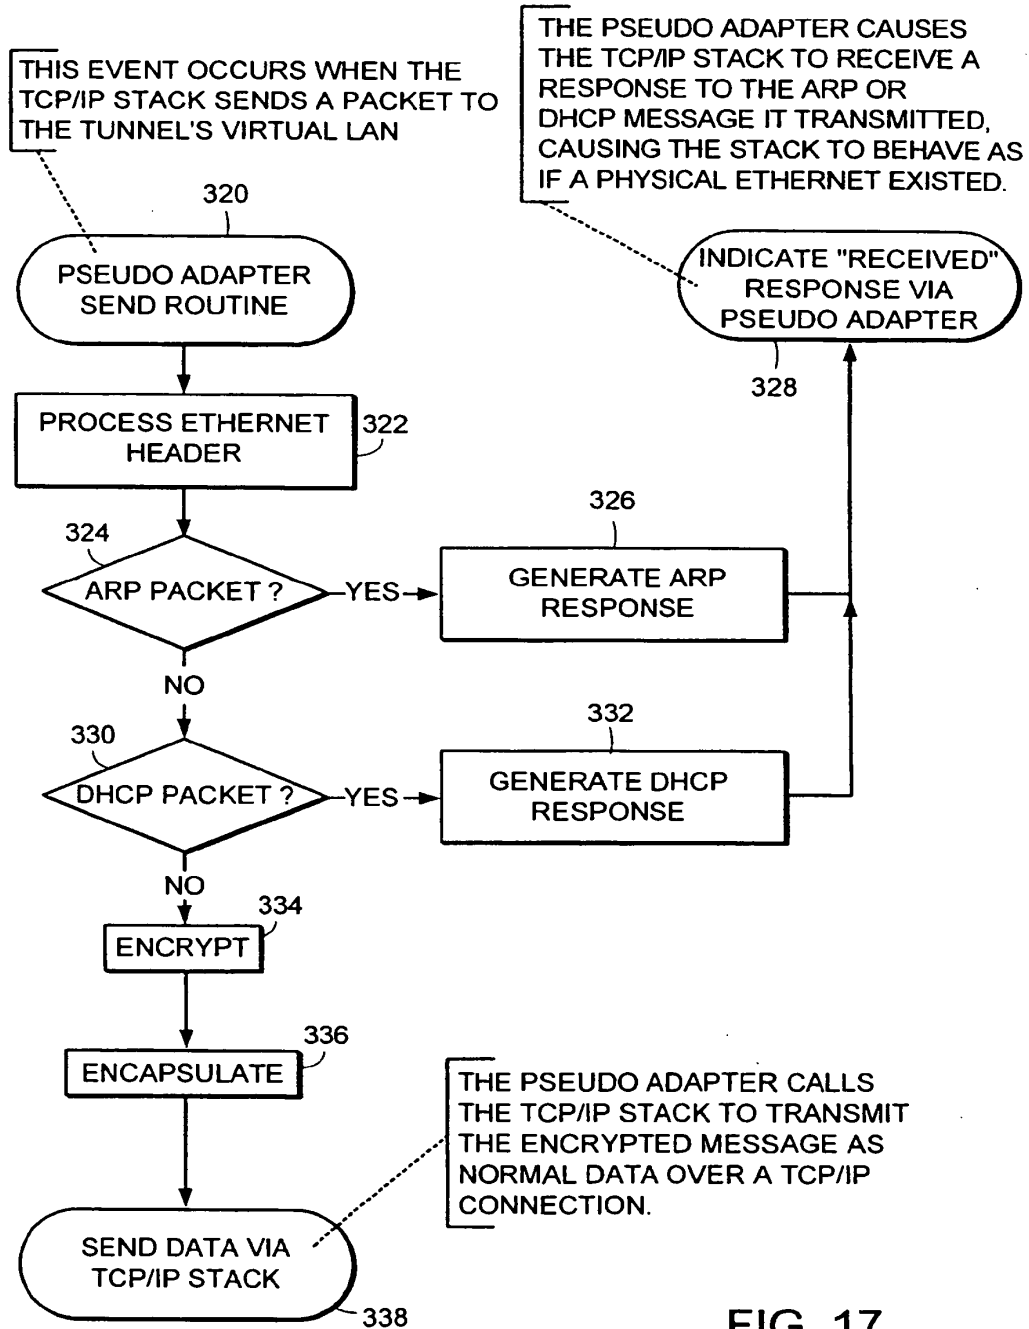 THIS EVENT OCCURS WHEN THE
TCP/IP STACK SENDS A PACKET TO
THE TUNNEL'S VIRTUAL LAN
THE PSEUDO ADAPTER CAUSES
THE TCP/IP STACK TO RECEIVE A
RESPONSE TO THE ARP OR
DHCP MESSAGE IT TRANSMITTED,
CAUSING THE STACK TO BEHAVE AS
IF A PHYSICAL ETHERNET EXISTED.
320
PSEUDO ADAPTER
SEND ROUTINE
INDICATE "RECEIVED"
RESPONSE VIA
PSEUDO ADAPTER
328
PROCESS ETHERNET
HEADER
322
324
ARP PACKET ?
YES
326
GENERATE ARP
RESPONSE
NO
330
DHCP PACKET ?
YES
332
GENERATE DHCP
RESPONSE
NO
334
ENCRYPT
336
ENCAPSULATE
THE PSEUDO ADAPTER CALLS
THE TCP/IP STACK TO TRANSMIT
THE ENCRYPTED MESSAGE AS
NORMAL DATA OVER A TCP/IP
CONNECTION.
SEND DATA VIA
TCP/IP STACK
338
FIG. 17